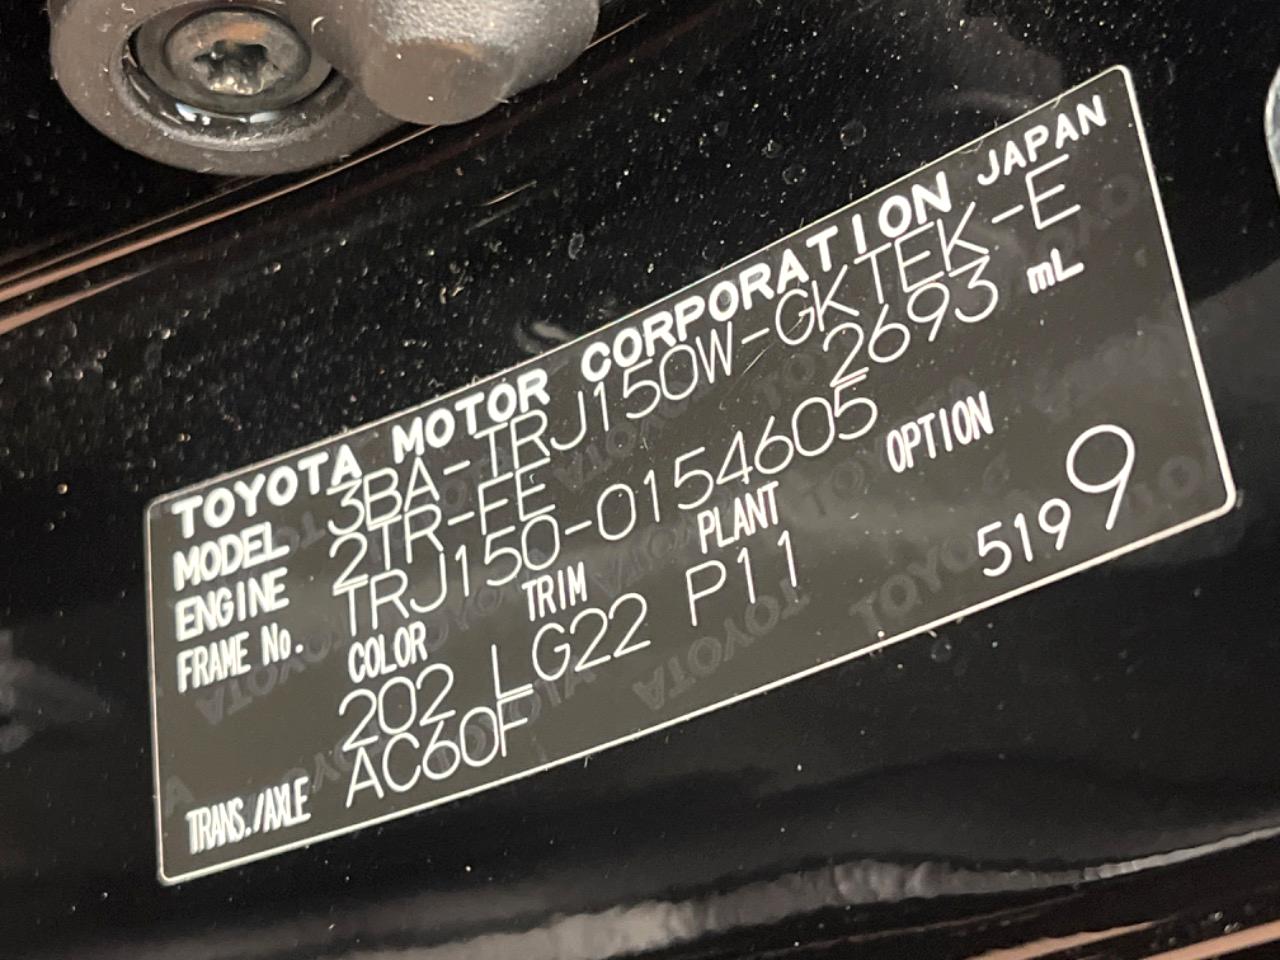 TOYOTA MOTOR CORPORATION JAPAN
MODEL 3BA-TRJ150W-GKTEK-E
ENGINE 2TR-FE 2693 mL
FRAME No. TRJ150-0154605
COLOR TRIM PLANT OPTION
202 LG22 P11 5199
TRANS./AXLE AC60F